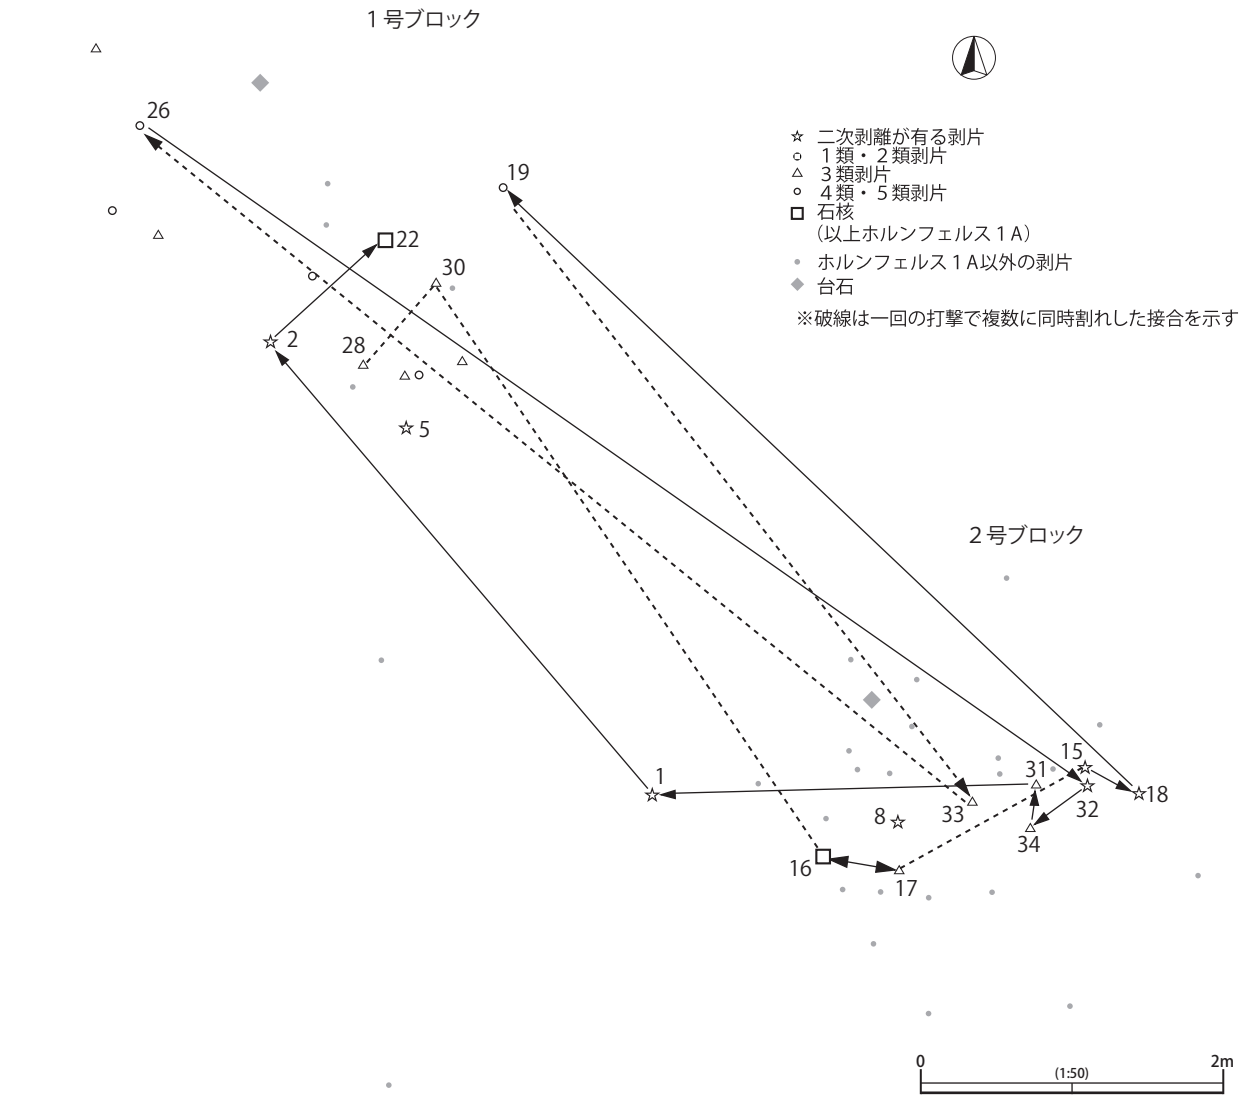 1号ブロック
26
19
二次剥離が有る剥片
1類・2類剥片
3類剥片
4類・5類剥片
石核
(以上ホルンフェルス1A)
ホルンフェルス1A以外の剥片
台石
※破線は一回の打撃で複数に同時割れした接合を示す
22
30
2
28
5
2号ブロック
15
31
1
18
32
33
8
34
16
17
0
2m
(1:50)